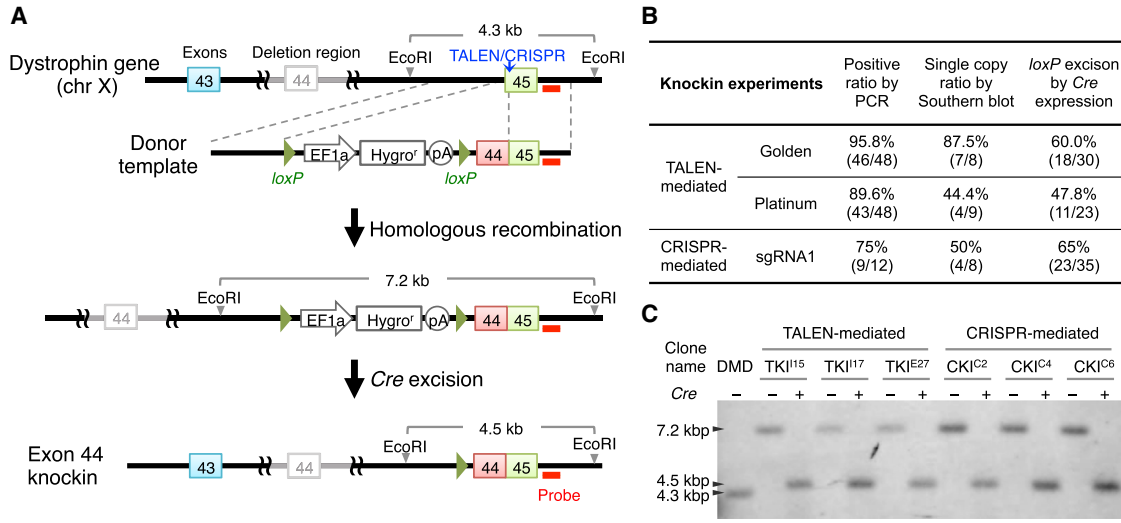 A
4.3 kb
Exons
Deletion region
EcoRI
TALEN/CRISPR
EcoRI
Dystrophin gene
(chr X)
43
44
45
Donor
template
EF1a
Hygroʳ
pA
44
45
loxP
loxP
Homologous recombination
7.2 kb
EcoRI
EcoRI
44
EF1a
Hygroʳ
pA
44
45
Cre excision
4.5 kb
EcoRI
EcoRI
Exon 44
knockin
43
44
44
45
Probe
B
Knockin experiments
Positive
ratio by
PCR
Single copy
ratio by
Southern blot
loxP excison
by Cre
expression
TALEN-
mediated
Golden
95.8%
(46/48)
87.5%
(7/8)
60.0%
(18/30)
Platinum
89.6%
(43/48)
44.4%
(4/9)
47.8%
(11/23)
CRISPR-
mediated
sgRNA1
75%
(9/12)
50%
(4/8)
65%
(23/35)
C
TALEN-mediated
CRISPR-mediated
Clone
name
DMD
TKI^I15
TKI^I17
TKI^E27
CKI^C2
CKI^C4
CKI^C6
Cre
– – + – + – + – + – + – +
7.2 kbp
4.5 kbp
4.3 kbp